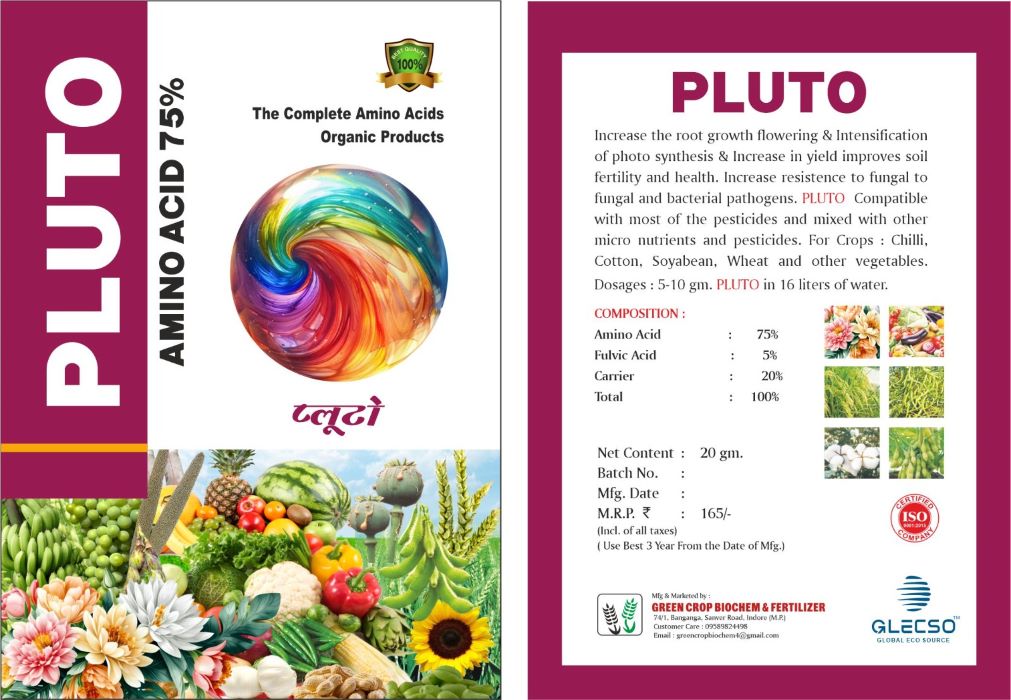 PLUTO
AMINO ACID 75%
BEST QUALITY
100%
The Complete Amino Acids
Organic Products
प्लूटो
PLUTO
Increase the root growth flowering & Intensification
of photo synthesis & Increase in yield improves soil
fertility and health. Increase resistence to fungal to
fungal and bacterial pathogens. PLUTO Compatible
with most of the pesticides and mixed with other
micro nutrients and pesticides. For Crops : Chilli,
Cotton, Soyabean, Wheat and other vegetables.
Dosages : 5-10 gm. PLUTO in 16 liters of water.
COMPOSITION :
Amino Acid : 75%
Fulvic Acid : 5%
Carrier : 20%
Total : 100%
Net Content : 20 gm.
Batch No. :
Mfg. Date :
M.R.P. ₹ : 165/-
(Incl. of all taxes)
( Use Best 3 Year From the Date of Mfg.)
CERTIFIED
ISO
9001:2015
COMPANY
Mfg & Marketed by :
GREEN CROP BIOCHEM & FERTILIZER
74/1, Banganga, Sanver Road, Indore (M.P.)
Customer Care : 09589824498
Email : greencropbiochem4@gmail.com
GLECSO™
GLOBAL ECO SOURCE